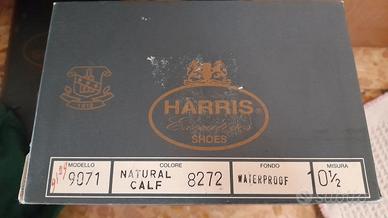 HARRIS
SHOES
MODELLO
9071
COLORE
NATURAL
CALF 8272
FONDO
WATERPROOF
MISURA
10½